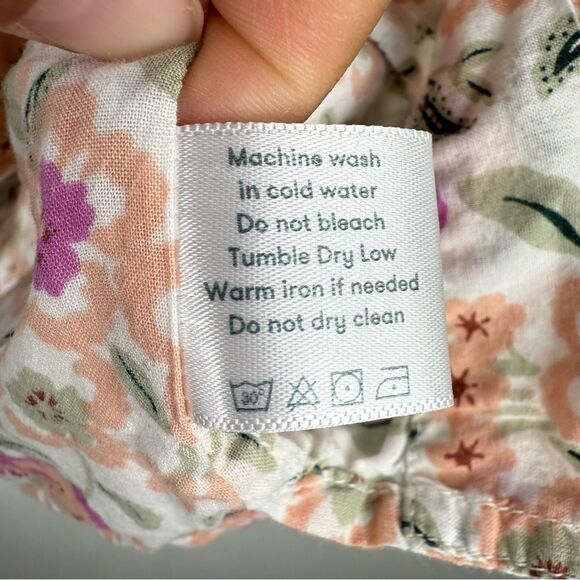 Machine wash
in cold water
Do not bleach
Tumble Dry Low
Warm iron if needed
Do not dry clean
30°